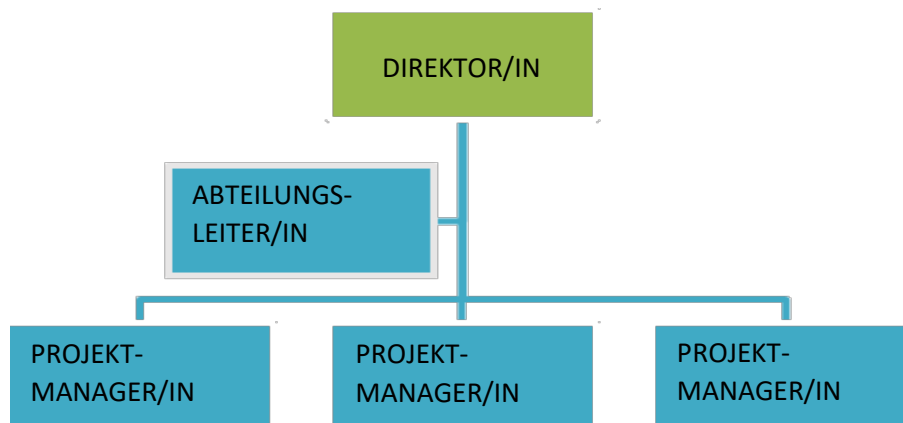 DIREKTOR/IN
ABTEILUNGS-
LEITER/IN
PROJEKT-
MANAGER/IN
PROJEKT-
MANAGER/IN
PROJEKT-
MANAGER/IN